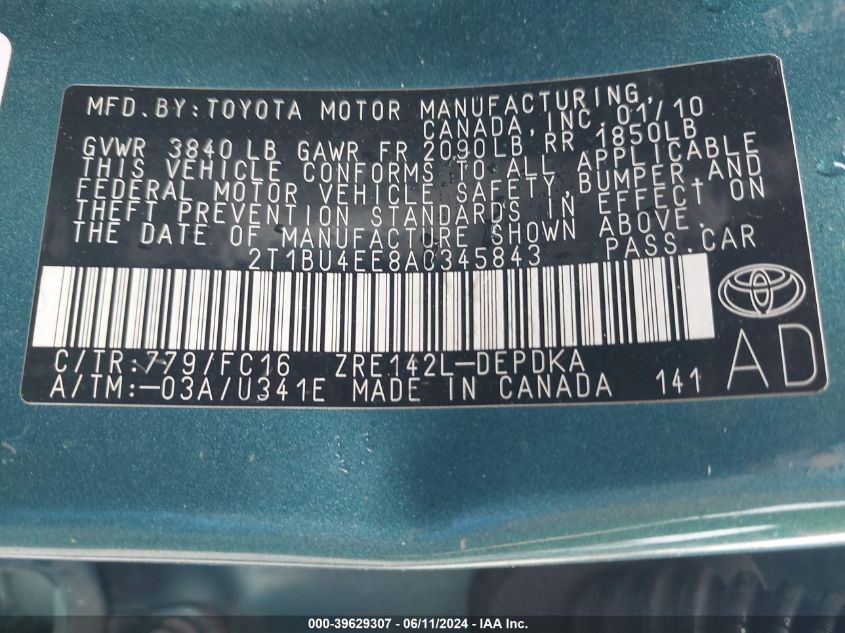 MFD.BY:TOYOTA MOTOR MANUFACTURING,
CANADA,INC. 01/10
GVWR 3840 LB GAWR FR 2090LB RR 1850LB
THIS VEHICLE CONFORMS TO ALL APPLICABLE
FEDERAL MOTOR VEHICLE SAFETY,BUMPER,AND
THEFT PREVENTION STANDARDS IN EFFECT ON
THE DATE OF MANUFACTURE SHOWN ABOVE.
2T1BU4EE8AC345843 PASS.CAR
C/TR:779/FC16 ZRE142L-DEPDKA
A/TM:-03A/U341E MADE IN CANADA 141
AD
000-39629307 - 06/11/2024 - IAA Inc.